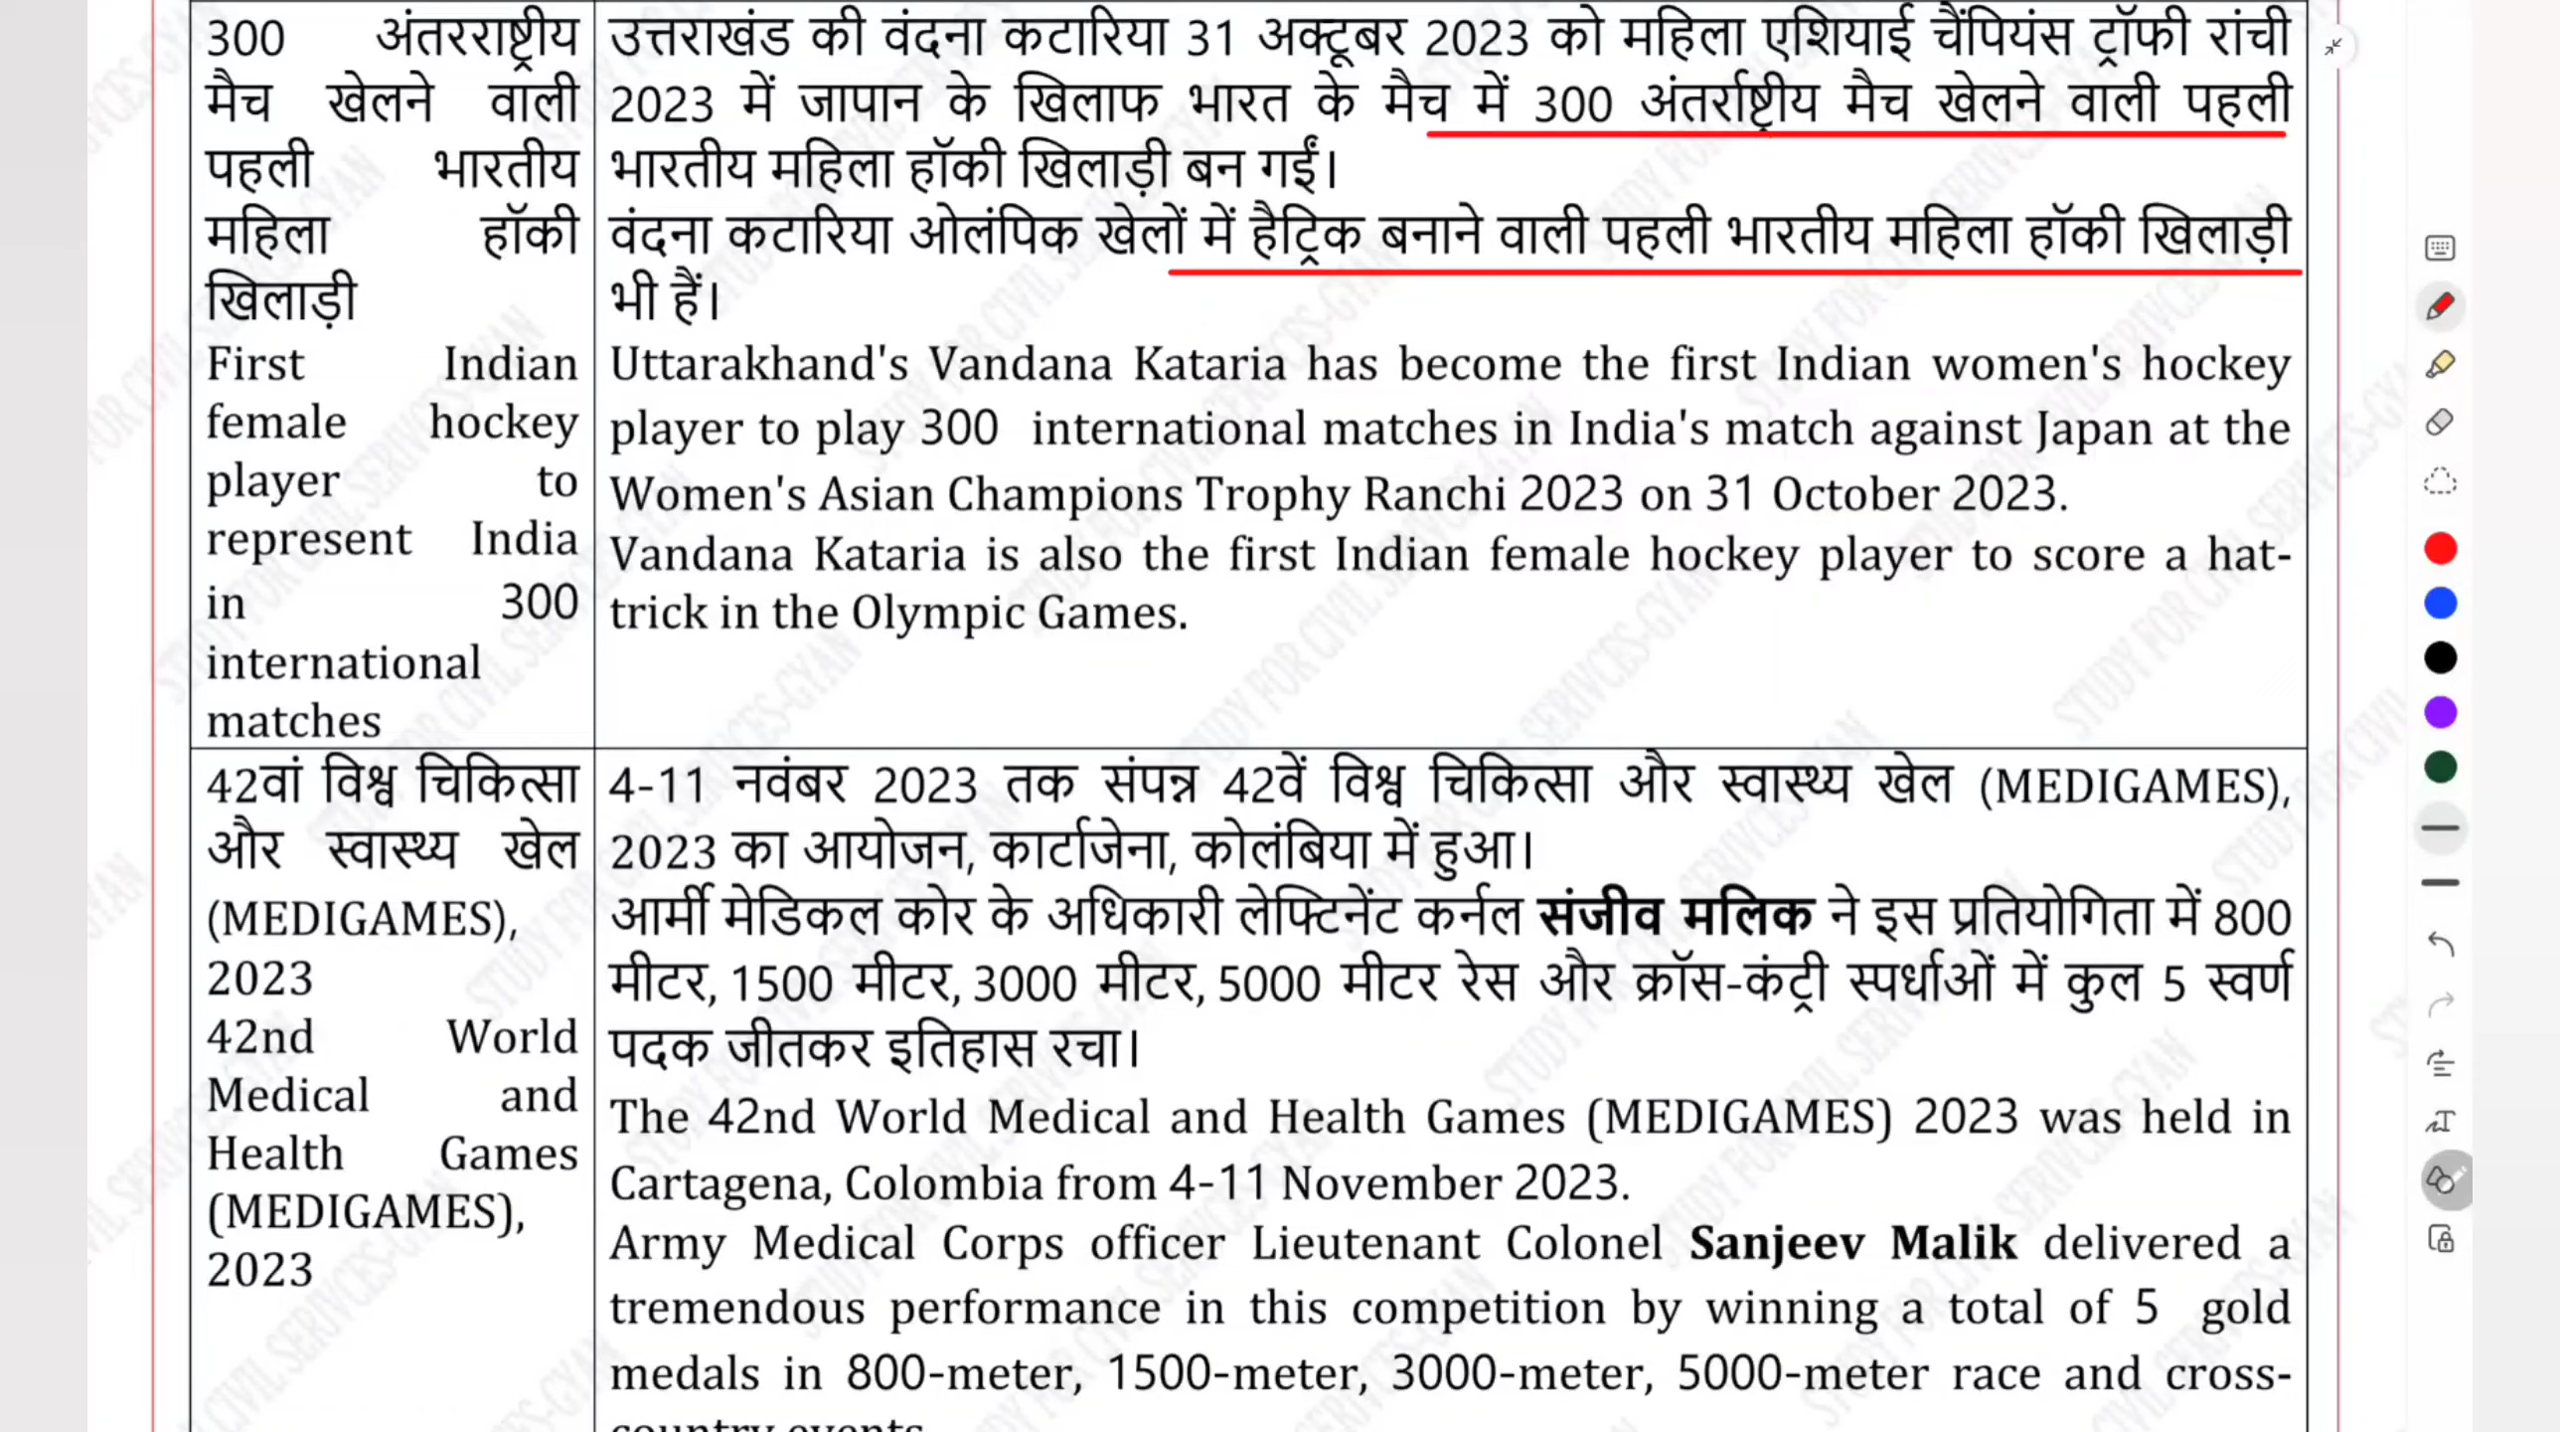 300 अंतरराष्ट्रीय
मैच खेलने वाली
पहली भारतीय
महिला हॉकी
खिलाड़ी
First Indian
female hockey
player to
represent India
in 300
international
matches
उत्तराखंड की वंदना कटारिया 31 अक्टूबर 2023 को महिला एशियाई चैंपियंस ट्रॉफी रांची
2023 में जापान के खिलाफ भारत के मैच में 300 अंतर्राष्ट्रीय मैच खेलने वाली पहली
भारतीय महिला हॉकी खिलाड़ी बन गईं।
वंदना कटारिया ओलंपिक खेलों में हैट्रिक बनाने वाली पहली भारतीय महिला हॉकी खिलाड़ी
भी हैं।
Uttarakhand's Vandana Kataria has become the first Indian women's hockey
player to play 300 international matches in India's match against Japan at the
Women's Asian Champions Trophy Ranchi 2023 on 31 October 2023.
Vandana Kataria is also the first Indian female hockey player to score a hat-
trick in the Olympic Games.
42वां विश्व चिकित्सा
और स्वास्थ्य खेल
(MEDIGAMES),
2023
42nd World
Medical and
Health Games
(MEDIGAMES),
2023
4-11 नवंबर 2023 तक संपन्न 42वें विश्व चिकित्सा और स्वास्थ्य खेल (MEDIGAMES),
2023 का आयोजन, कार्टाजेना, कोलंबिया में हुआ।
आर्मी मेडिकल कोर के अधिकारी लेफ्टिनेंट कर्नल संजीव मलिक ने इस प्रतियोगिता में 800
मीटर, 1500 मीटर, 3000 मीटर, 5000 मीटर रेस और क्रॉस-कंट्री स्पर्धाओं में कुल 5 स्वर्ण
पदक जीतकर इतिहास रचा।
The 42nd World Medical and Health Games (MEDIGAMES) 2023 was held in
Cartagena, Colombia from 4-11 November 2023.
Army Medical Corps officer Lieutenant Colonel Sanjeev Malik delivered a
tremendous performance in this competition by winning a total of 5 gold
medals in 800-meter, 1500-meter, 3000-meter, 5000-meter race and cross-
country events
STUDY FOR CIVIL SERIVCES-GYAN